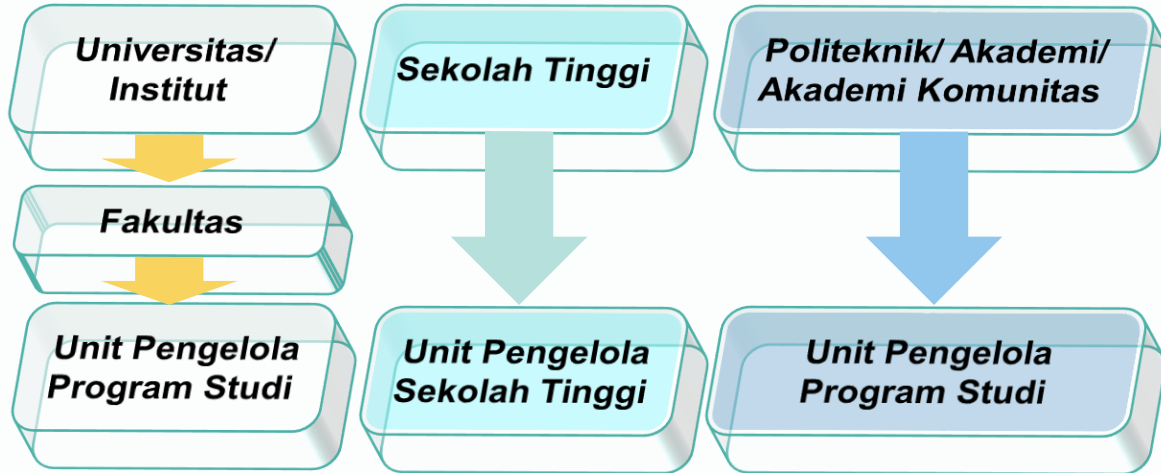 Universitas/
Institut
Sekolah Tinggi
Politeknik/ Akademi/
Akademi Komunitas
Fakultas
Unit Pengelola
Program Studi
Unit Pengelola
Sekolah Tinggi
Unit Pengelola
Program Studi